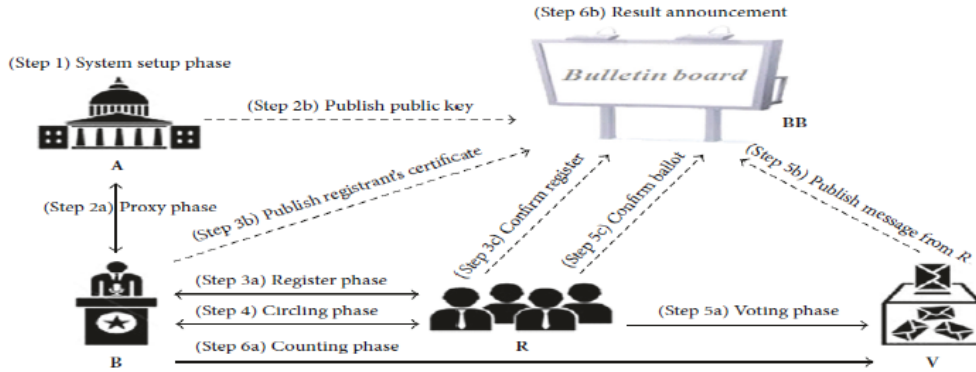 (Step 6b) Result announcement
(Step 1) System setup phase
Bulletin board
(Step 2b) Publish public key
BB
A
(Step 3b) Publish registrant's certificate
(Step 3c) Confirm register
(Step 5c) Confirm ballot
(Step 5b) Publish message from R
(Step 2a) Proxy phase
(Step 3a) Register phase
(Step 4) Circling phase
(Step 5a) Voting phase
R
(Step 6a) Counting phase
B
V